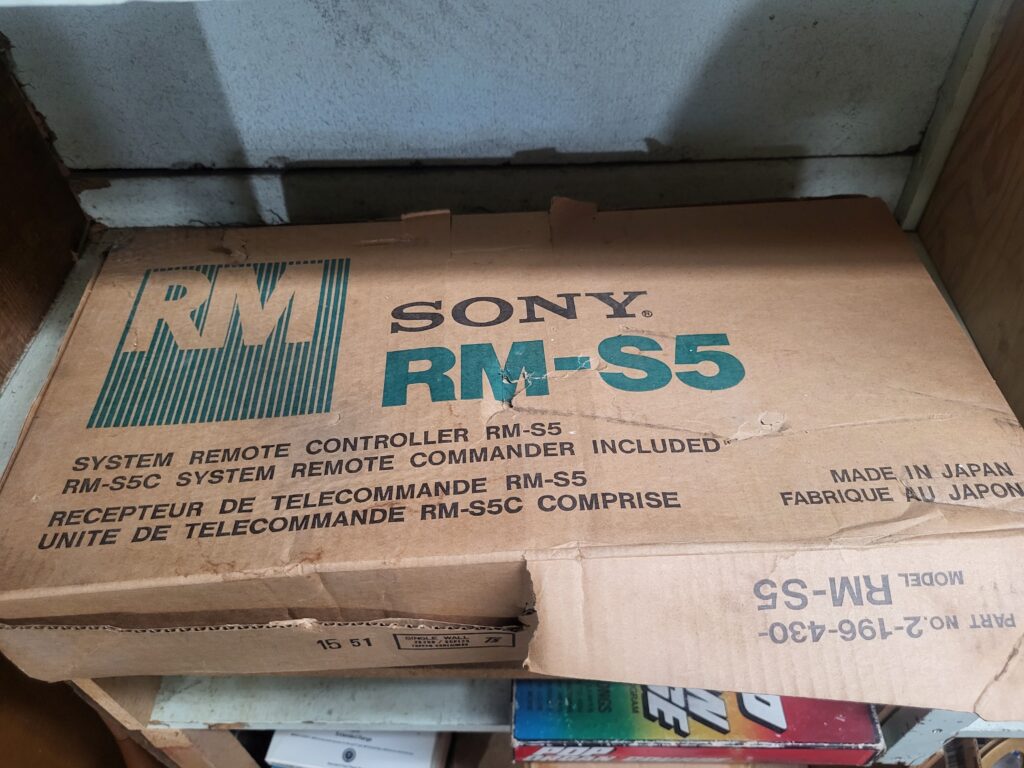 RM
SONY®
RM-S5
SYSTEM REMOTE CONTROLLER RM-S5
RM-S5C SYSTEM REMOTE COMMANDER INCLUDED
RECEPTEUR DE TELECOMMANDE RM-S5
UNITE DE TELECOMMANDE RM-S5C COMPRISE
MADE IN JAPAN
FABRIQUE AU JAPON
PART NO. 2-196-430-
MODEL RM-S5
15 51
SINGLE WALL